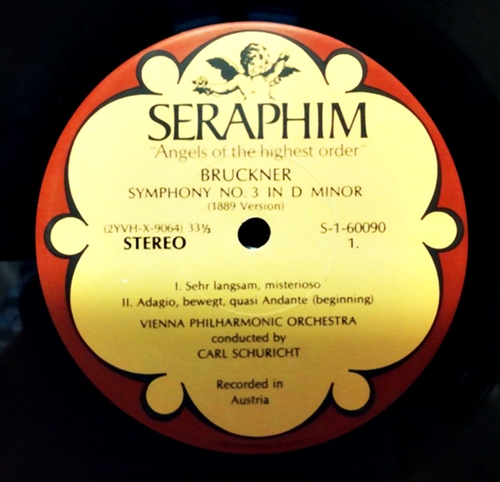 SERAPHIM
"Angels of the highest order"
BRUCKNER
SYMPHONY NO. 3 IN D MINOR
(1889 Version)
(2YVH-X-9064) 33⅓ S-1-60090
STEREO 1.
I. Sehr langsam, misterioso
II. Adagio, bewegt, quasi Andante (beginning)
VIENNA PHILHARMONIC ORCHESTRA
conducted by
CARL SCHURICHT
Recorded in
Austria